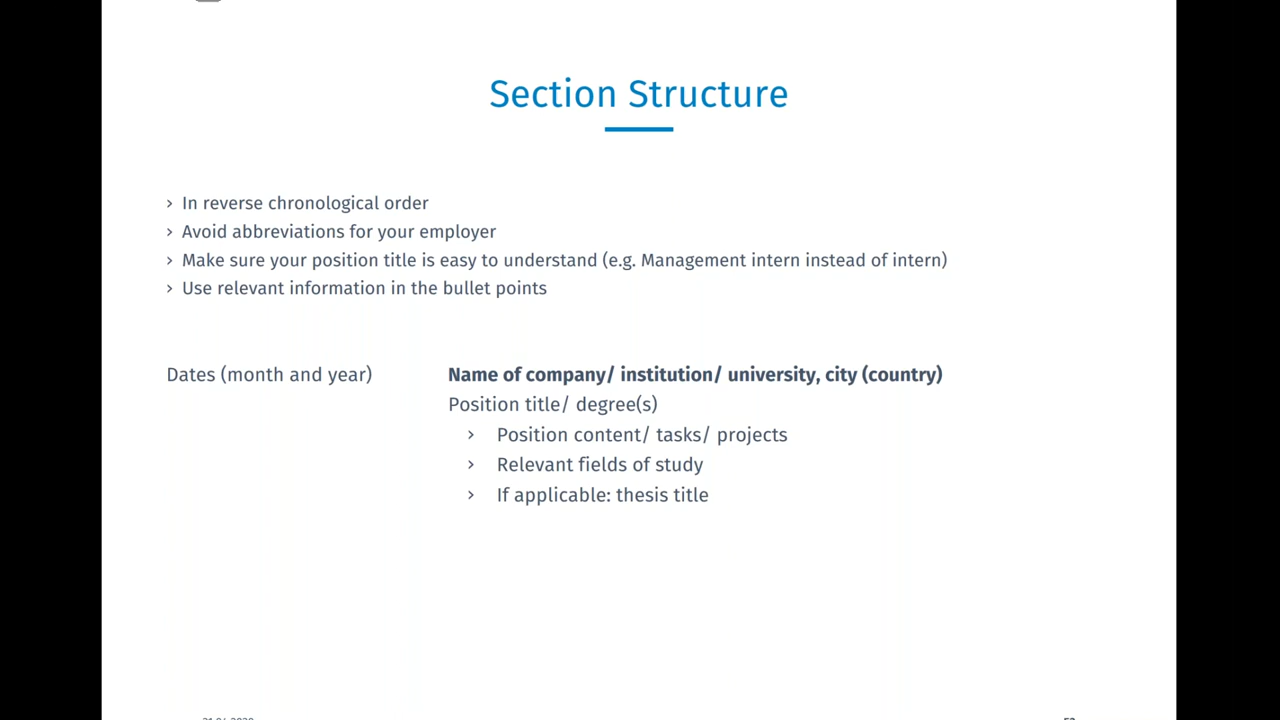 Section Structure
› In reverse chronological order
› Avoid abbreviations for your employer
› Make sure your position title is easy to understand (e.g. Management intern instead of intern)
› Use relevant information in the bullet points
Dates (month and year) Name of company/ institution/ university, city (country)
Position title/ degree(s)
› Position content/ tasks/ projects
› Relevant fields of study
› If applicable: thesis title